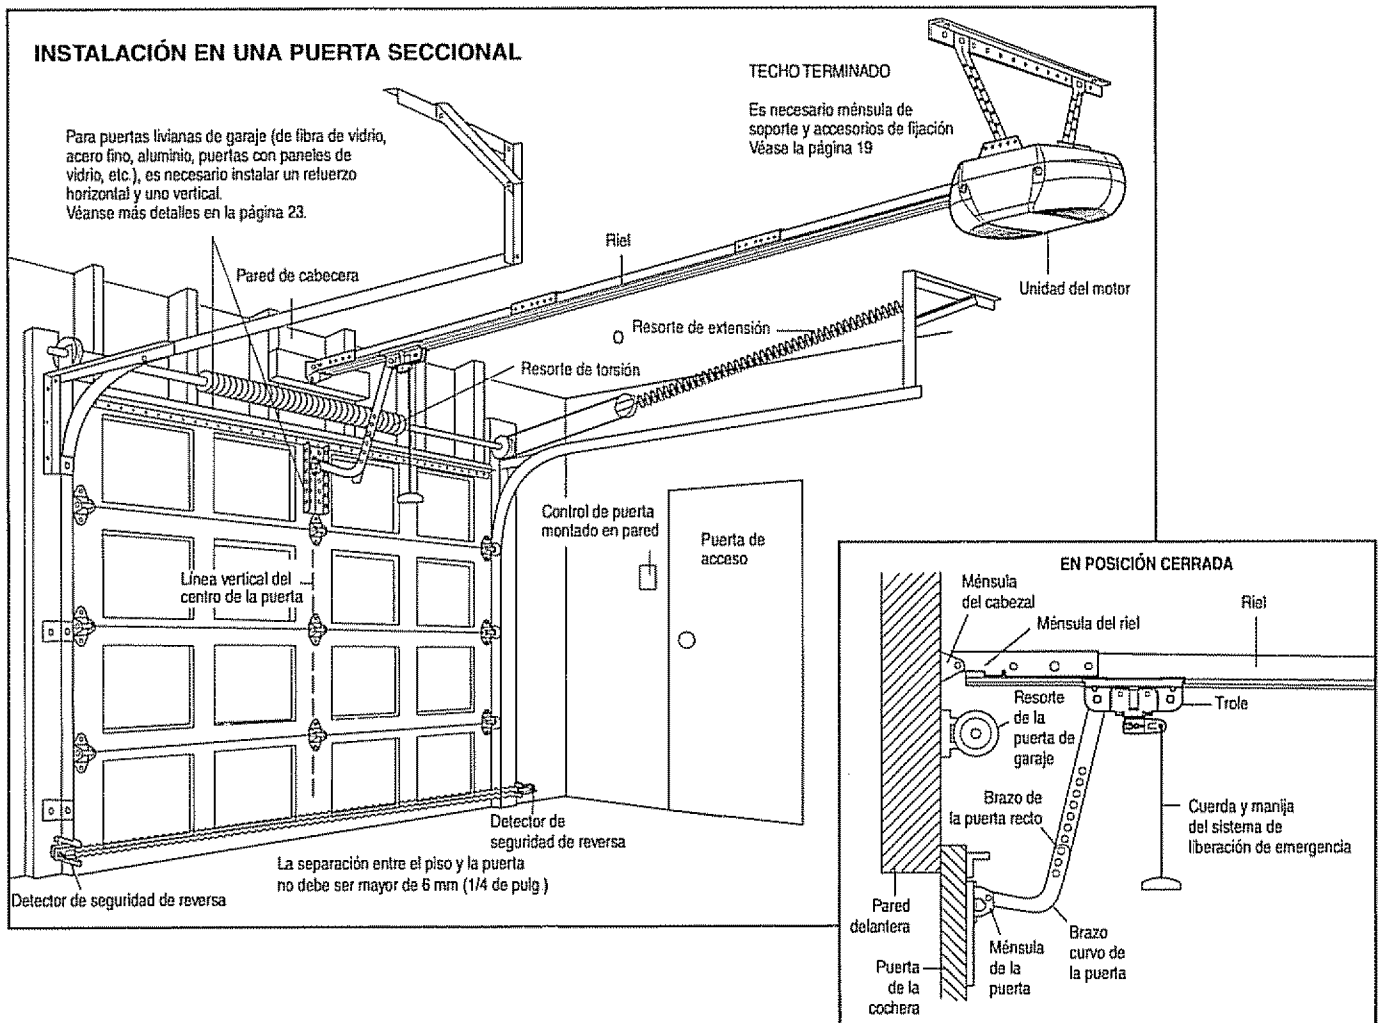 INSTALACIÓN EN UNA PUERTA SECCIONAL
TECHO TERMINADO
Es necesario ménsula de
soporte y accesorios de fijación
Véase la página 19
Para puertas livianas de garaje (de fibra de vidrio,
acero fino, aluminio, puertas con paneles de
vidrio, etc.), es necesario instalar un refuerzo
horizontal y uno vertical.
Véanse más detalles en la página 23.
Pared de cabecera
Riel
Unidad del motor
Resorte de extensión
o
Resorte de torsión
Control de puerta
montado en pared
Puerta de
acceso
Línea vertical del
centro de la puerta
Detector de
seguridad de reversa
La separación entre el piso y la puerta
no debe ser mayor de 6 mm (1/4 de pulg.)
Detector de seguridad de reversa
EN POSICIÓN CERRADA
Ménsula
del cabezal
Riel
Ménsula del riel
Resorte
de la
puerta de
garaje
Trole
Brazo de
la puerta recto
Cuerda y manija
del sistema de
liberación de emergencia
Pared
delantera
Ménsula
de la
puerta
Brazo
curvo de
la puerta
Puerta
de la
cochera